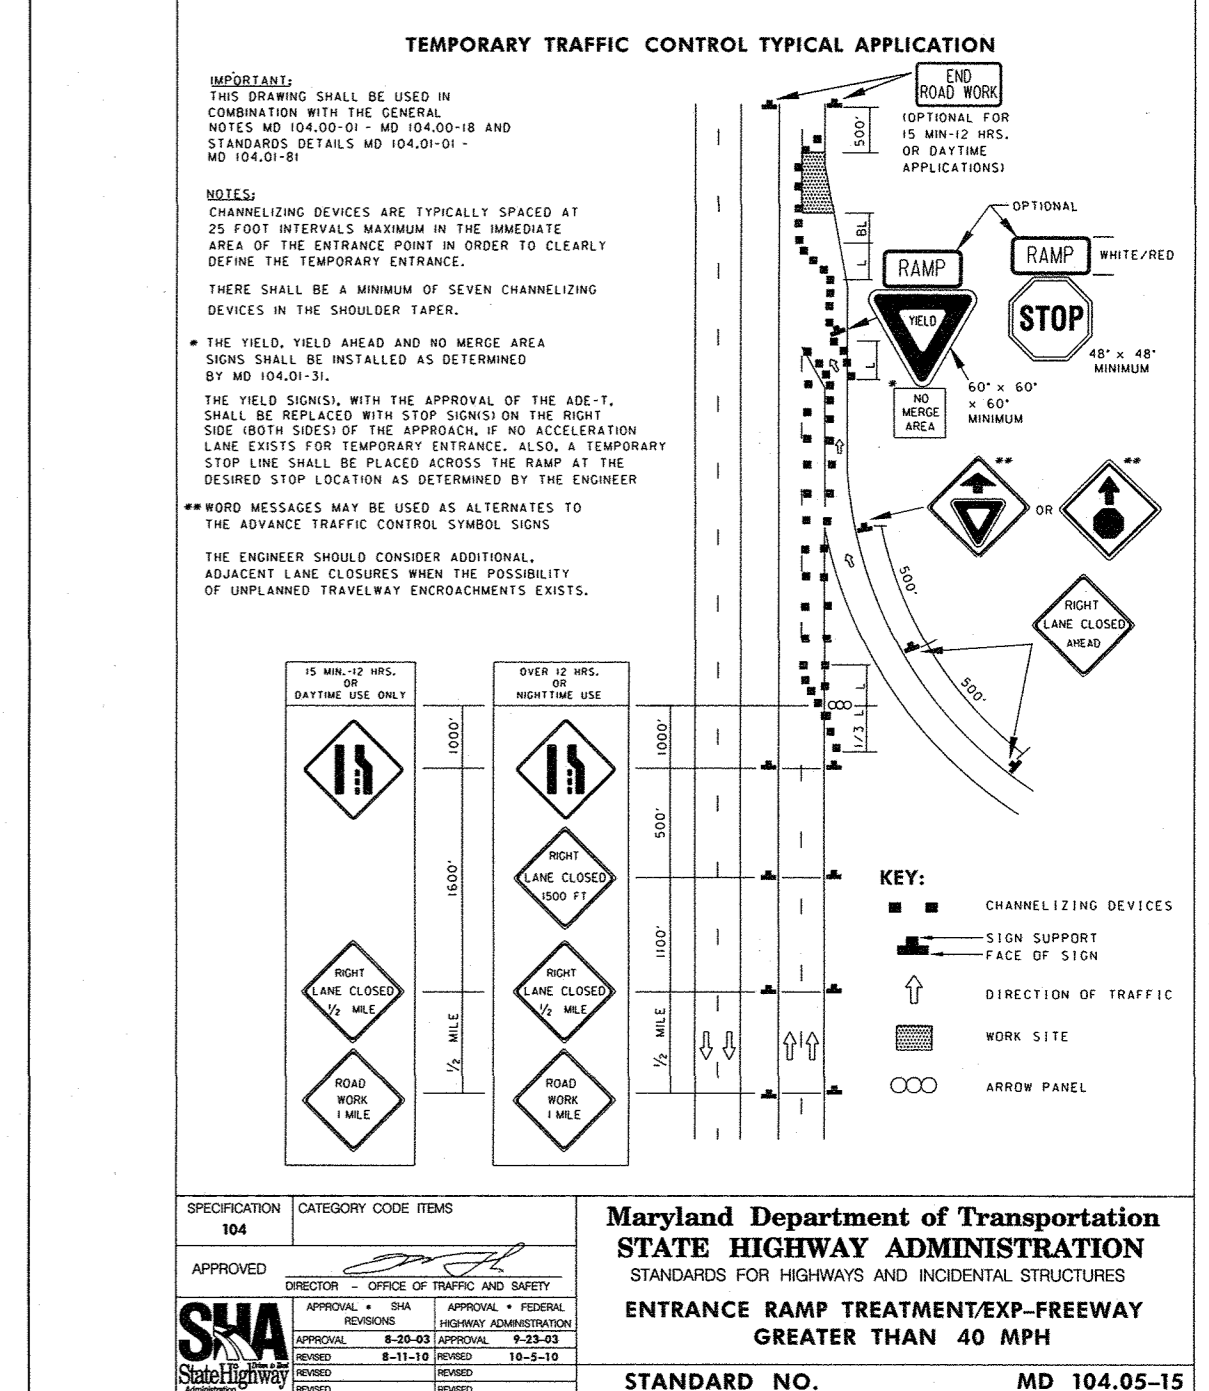 TEMPORARY TRAFFIC CONTROL TYPICAL APPLICATION
IMPORTANT:
THIS DRAWING SHALL BE USED IN
COMBINATION WITH THE GENERAL
NOTES MD 104.00-01 - MD 104.00-18 AND
STANDARDS DETAILS MD 104.01-01 -
MD 104.01-81
NOTES:
CHANNELIZING DEVICES ARE TYPICALLY SPACED AT
25 FOOT INTERVALS MAXIMUM IN THE IMMEDIATE
AREA OF THE ENTRANCE POINT IN ORDER TO CLEARLY
DEFINE THE TEMPORARY ENTRANCE.
THERE SHALL BE A MINIMUM OF SEVEN CHANNELIZING
DEVICES IN THE SHOULDER TAPER.
* THE YIELD, YIELD AHEAD AND NO MERGE AREA
SIGNS SHALL BE INSTALLED AS DETERMINED
BY MD 104.01-31.
THE YIELD SIGN(S), WITH THE APPROVAL OF THE ADE-T,
SHALL BE REPLACED WITH STOP SIGN(S) ON THE RIGHT
SIDE (BOTH SIDES) OF THE APPROACH, IF NO ACCELERATION
LANE EXISTS FOR TEMPORARY ENTRANCE. ALSO, A TEMPORARY
STOP LINE SHALL BE PLACED ACROSS THE RAMP AT THE
DESIRED STOP LOCATION AS DETERMINED BY THE ENGINEER
** WORD MESSAGES MAY BE USED AS ALTERNATES TO
THE ADVANCE TRAFFIC CONTROL SYMBOL SIGNS
THE ENGINEER SHOULD CONSIDER ADDITIONAL,
ADJACENT LANE CLOSURES WHEN THE POSSIBILITY
OF UNPLANNED TRAVELWAY ENCROACHMENTS EXISTS.
END
ROAD WORK
(OPTIONAL FOR
15 MIN-12 HRS.
OR DAYTIME
APPLICATIONS)
500'
OPTIONAL
BL
L
RAMP
RAMP
WHITE/RED
YIELD
STOP
48" x 48"
MINIMUM
L
*
60" x 60"
x 60"
MINIMUM
NO
MERGE
AREA
**
OR
**
500'
RIGHT
LANE CLOSED
AHEAD
500'
L
1/3 L
15 MIN.-12 HRS.
OR
DAYTIME USE ONLY
OVER 12 HRS.
OR
NIGHTTIME USE
1000'
1000'
500'
RIGHT
LANE CLOSED
1500 FT
1600'
1100'
RIGHT
LANE CLOSED
1/2 MILE
RIGHT
LANE CLOSED
1/2 MILE
1/2 MILE
1/2 MILE
ROAD
WORK
1 MILE
ROAD
WORK
1 MILE
KEY:
CHANNELIZING DEVICES
SIGN SUPPORT
FACE OF SIGN
DIRECTION OF TRAFFIC
WORK SITE
ARROW PANEL
SPECIFICATION
104
CATEGORY CODE ITEMS
APPROVED
DIRECTOR - OFFICE OF TRAFFIC AND SAFETY
SHA
StateHighway
Administration
APPROVAL • SHA
REVISIONS
APPROVAL • FEDERAL
HIGHWAY ADMINISTRATION
APPROVAL 8-20-03 APPROVAL 9-23-03
REVISED 8-11-10 REVISED 10-5-10
REVISED REVISED
REVISED REVISED
Maryland Department of Transportation
STATE HIGHWAY ADMINISTRATION
STANDARDS FOR HIGHWAYS AND INCIDENTAL STRUCTURES
ENTRANCE RAMP TREATMENT/EXP-FREEWAY
GREATER THAN 40 MPH
STANDARD NO. MD 104.05-15